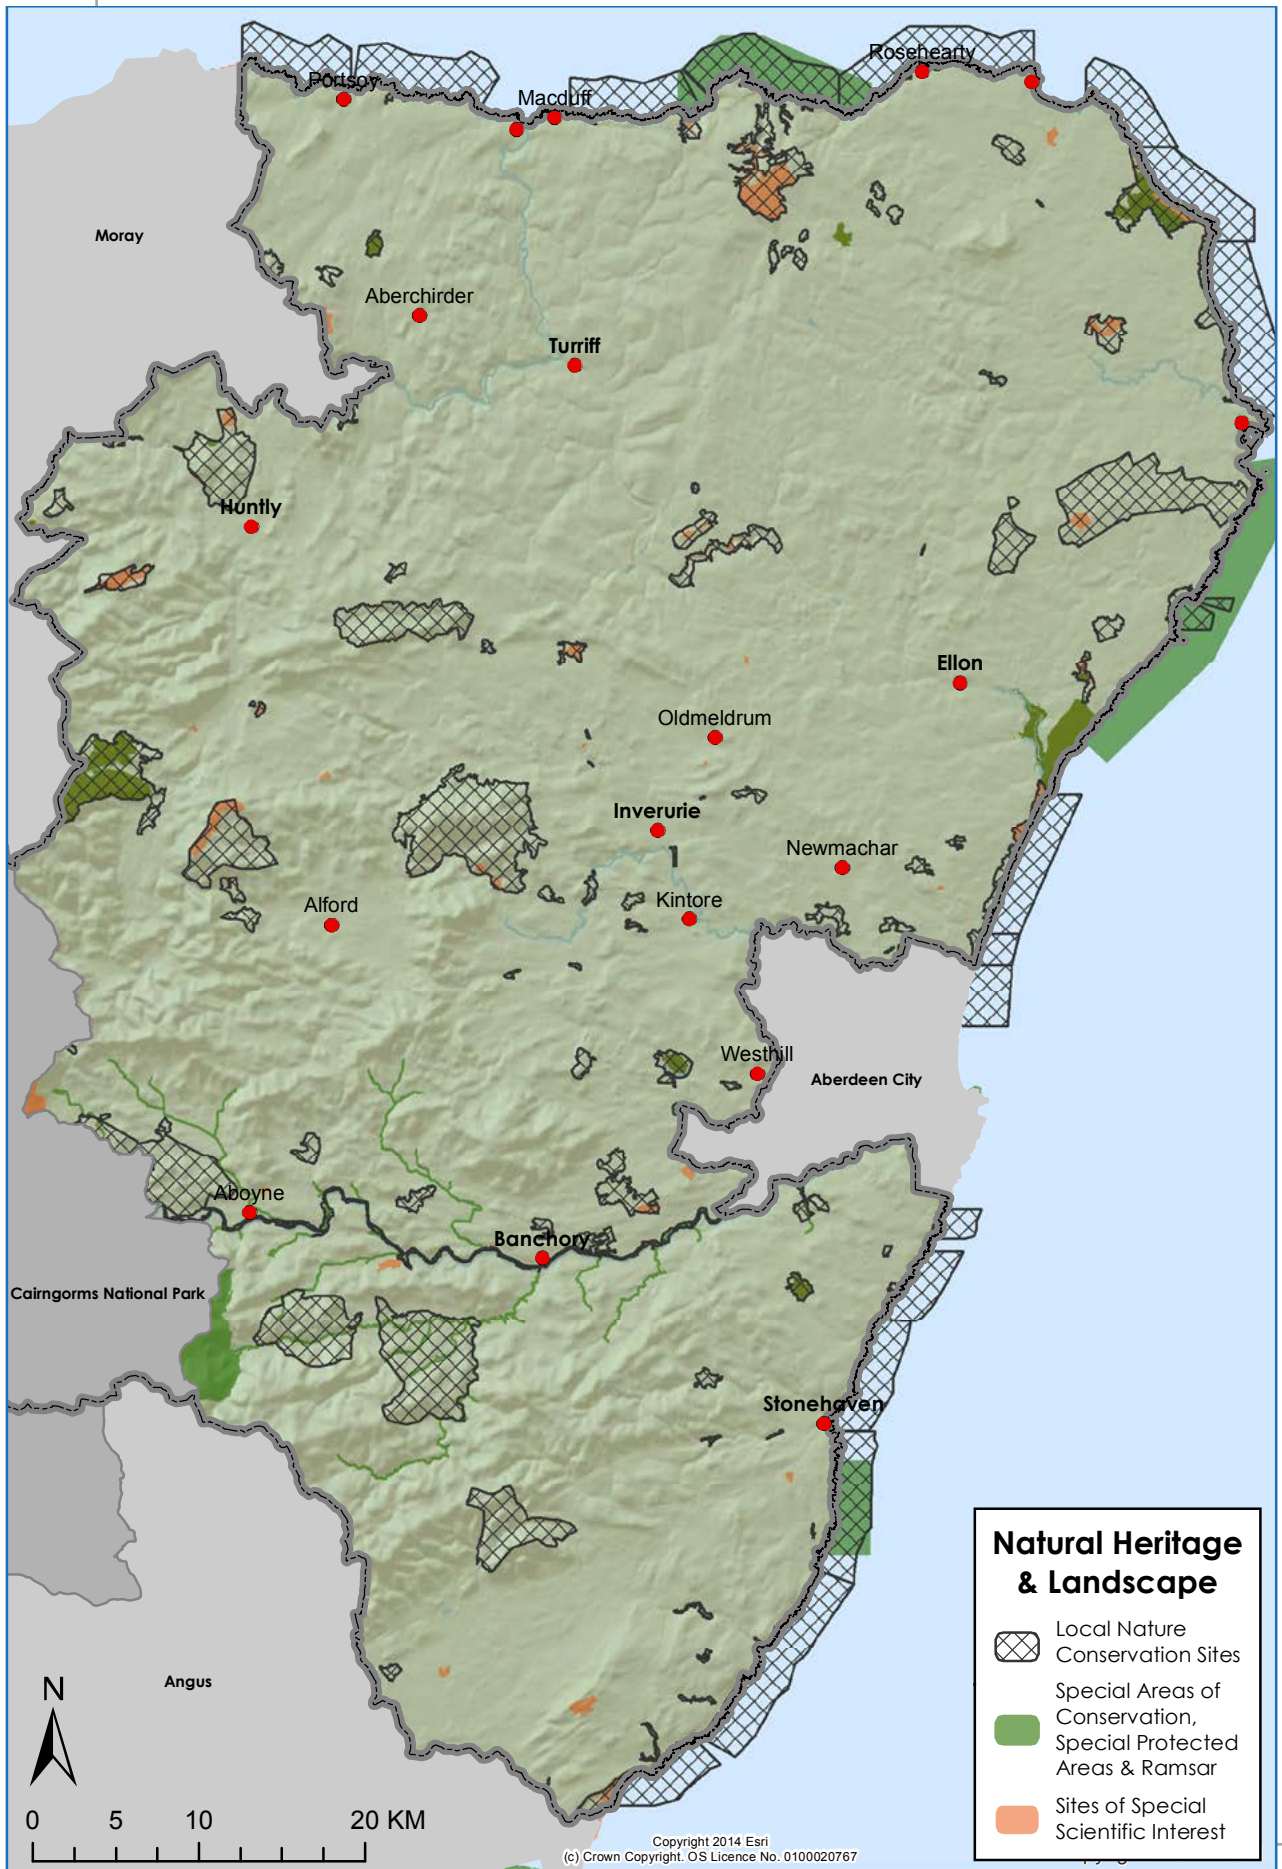 Portsoy
Macduff
Rosehearty
Moray
Aberchirder
Turriff
Huntly
Ellon
Oldmeldrum
Inverurie
Newmachar
Alford
Kintore
Westhill
Aberdeen City
Aboyne
Banchory
Cairngorms National Park
Stonehaven
Angus
N
0 5 10 20 KM
Natural Heritage
& Landscape
Local Nature
Conservation Sites
Special Areas of
Conservation,
Special Protected
Areas & Ramsar
Sites of Special
Scientific Interest
Copyright 2014 Esri
(c) Crown Copyright. OS Licence No. 0100020767